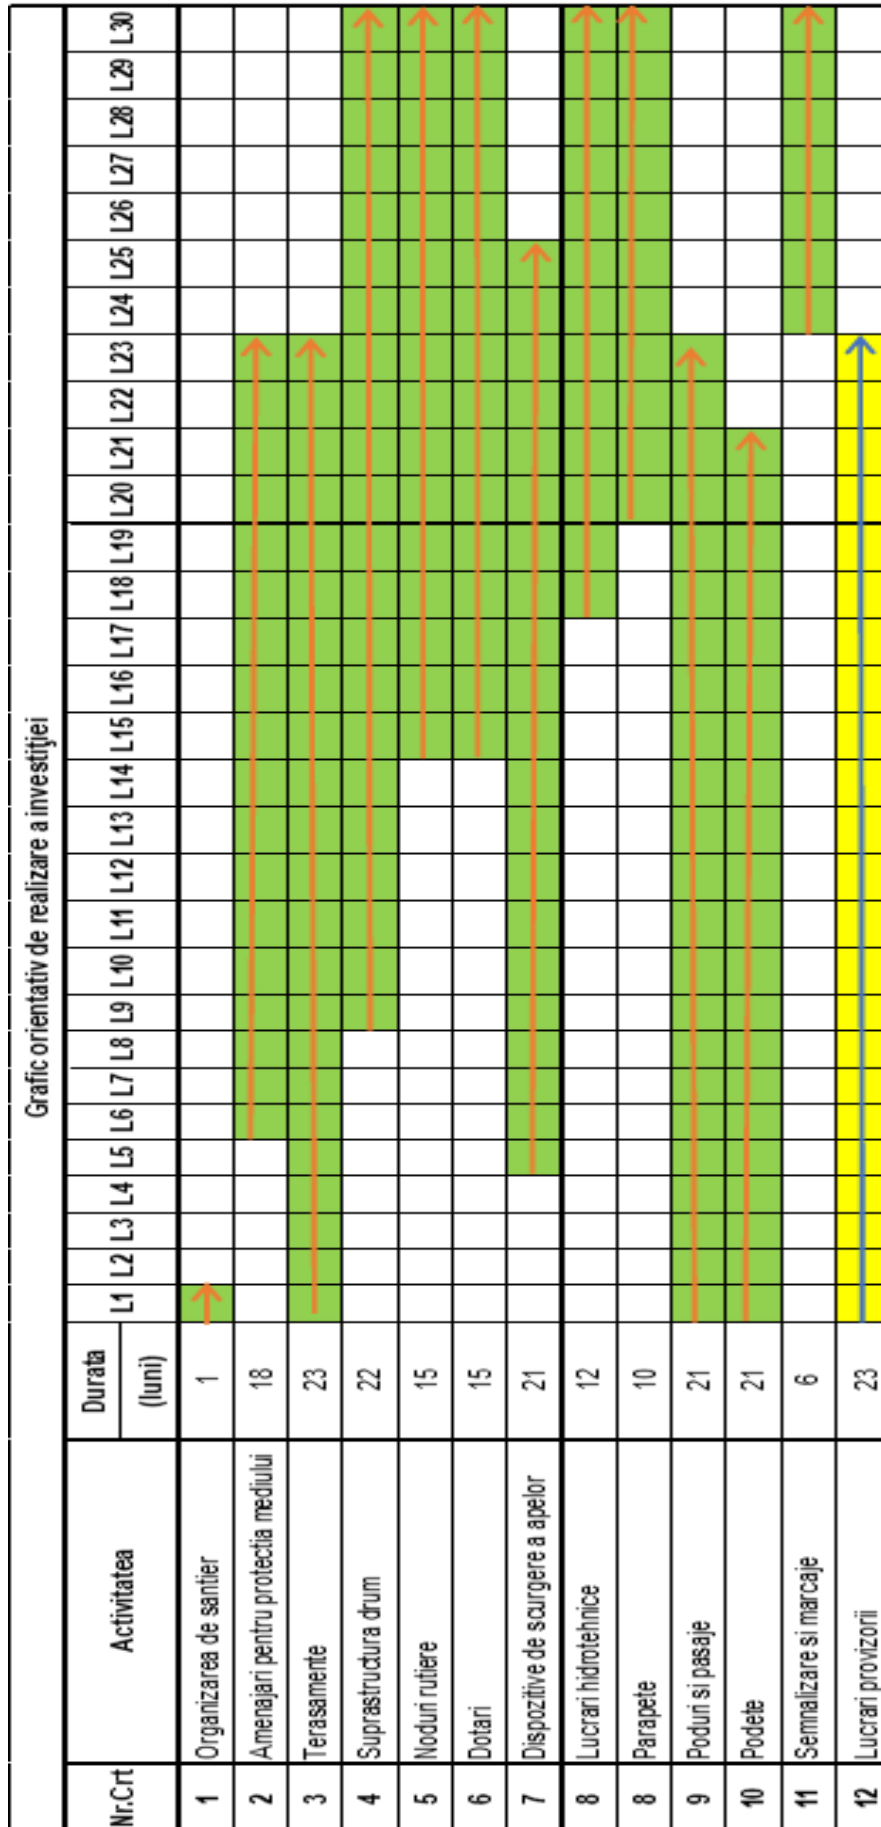 Grafic orientativ de realizare a investiţiei
Nr.Crt Activitatea Durata (luni) L1 L2 L3 L4 L5 L6 L7 L8 L9 L10 L11 L12 L13 L14 L15 L16 L17 L18 L19 L20 L21 L22 L23 L24 L25 L26 L27 L28 L29 L30
1 Organizarea de santier 1
2 Amenajari pentru protectia mediului 18
3 Terasamente 23
4 Suprastructura drum 22
5 Noduri rutiere 15
6 Dotari 15
7 Dispozitive de scurgere a apelor 21
8 Lucrari hidrotehnice 12
8 Parapete 10
9 Poduri si pasaje 21
10 Podete 21
11 Semnalizare si marcaje 6
12 Lucrari provizorii 23